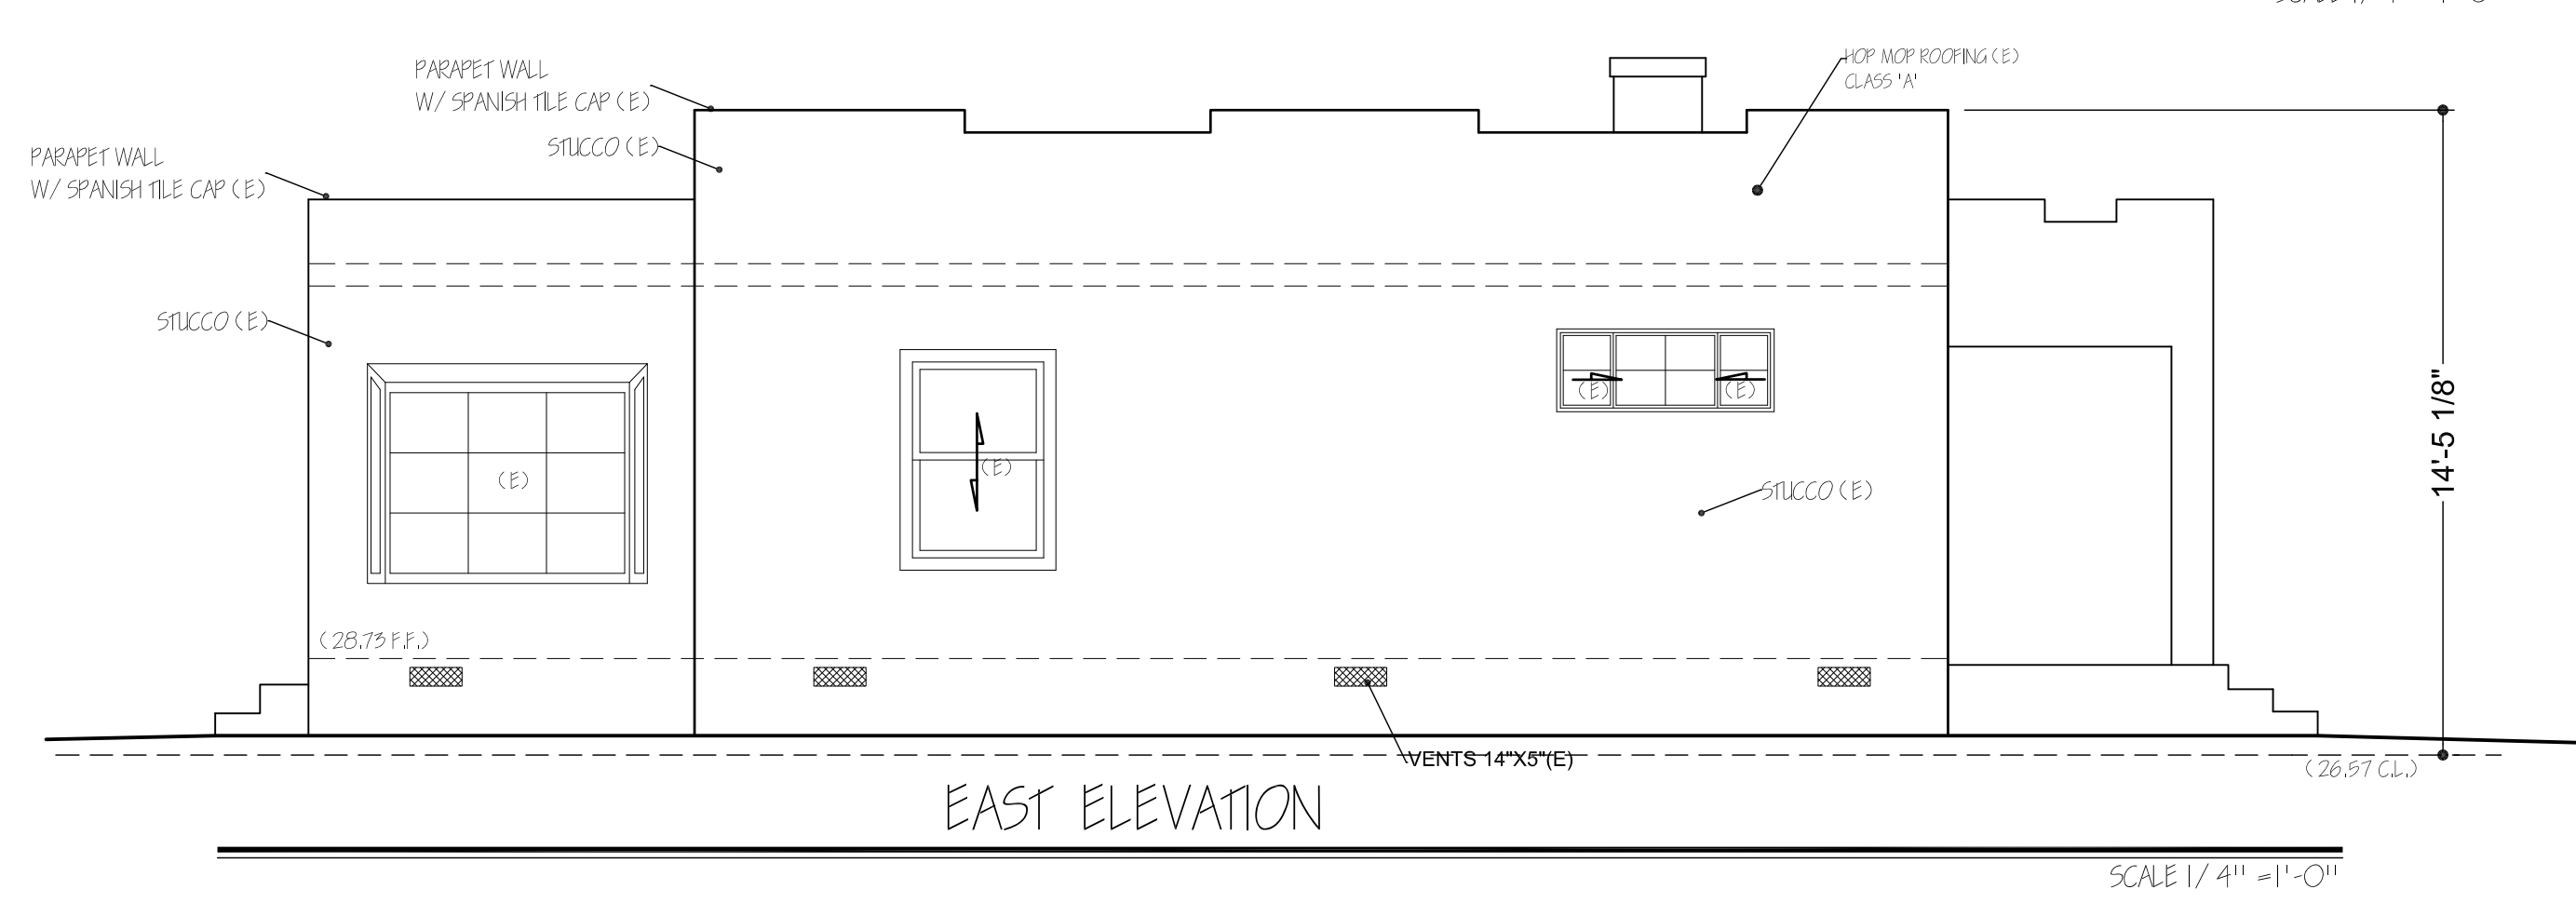 PARAPET WALL
W/ SPANISH TILE CAP (E)
HOP MOP ROOFING (E)
CLASS 'A'
STUCCO (E)
PARAPET WALL
W/ SPANISH TILE CAP (E)
STUCCO (E)
(E)
(E)
(E)
(E)
14'-5 1/8"
STUCCO (E)
(28.73 F.F.)
VENTS 14"X5"(E)
(26.57 C.L.)
EAST ELEVATION
SCALE 1/4" =1'-0"